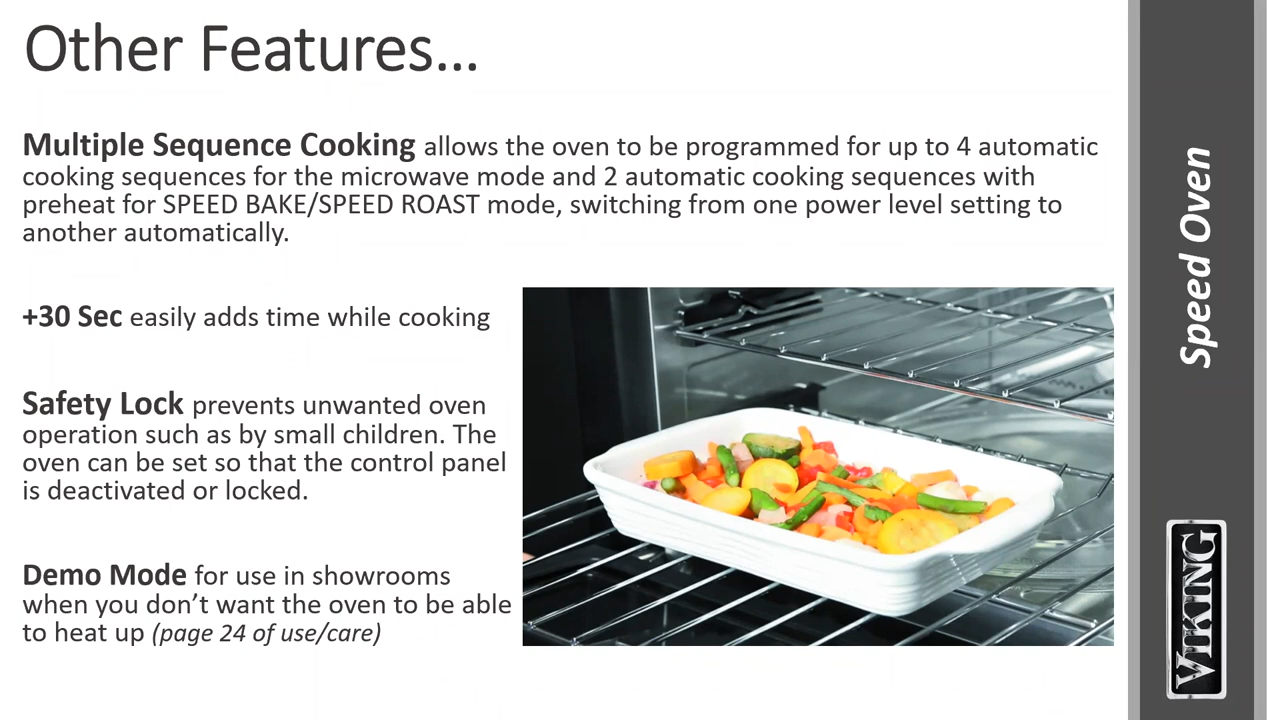 Other Features...
Multiple Sequence Cooking allows the oven to be programmed for up to 4 automatic
cooking sequences for the microwave mode and 2 automatic cooking sequences with
preheat for SPEED BAKE/SPEED ROAST mode, switching from one power level setting to
another automatically.
+30 Sec easily adds time while cooking
Safety Lock prevents unwanted oven
operation such as by small children. The
oven can be set so that the control panel
is deactivated or locked.
Demo Mode for use in showrooms
when you don’t want the oven to be able
to heat up (page 24 of use/care)
Speed Oven
VIKING